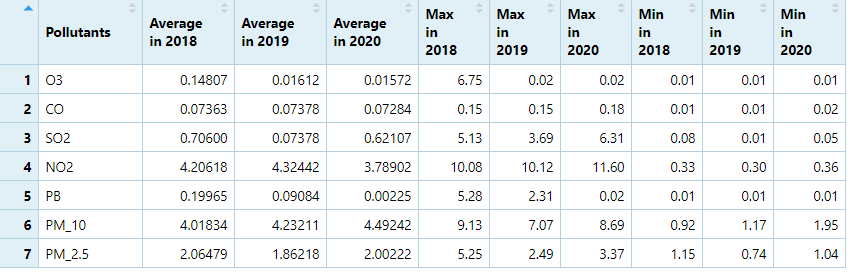 Pollutants Average in 2018 Average in 2019 Average in 2020 Max in 2018 Max in 2019 Max in 2020 Min in 2018 Min in 2019 Min in 2020
1 O3 0.14807 0.01612 0.01572 6.75 0.02 0.02 0.01 0.01 0.01
2 CO 0.07363 0.07378 0.07284 0.15 0.15 0.18 0.01 0.01 0.02
3 SO2 0.70600 0.07378 0.62107 5.13 3.69 6.31 0.08 0.01 0.05
4 NO2 4.20618 4.32442 3.78902 10.08 10.12 11.60 0.33 0.30 0.36
5 PB 0.19965 0.09084 0.00225 5.28 2.31 0.02 0.01 0.01 0.01
6 PM_10 4.01834 4.23211 4.49242 9.13 7.07 8.69 0.92 1.17 1.95
7 PM_2.5 2.06479 1.86218 2.00222 5.25 2.49 3.37 1.15 0.74 1.04